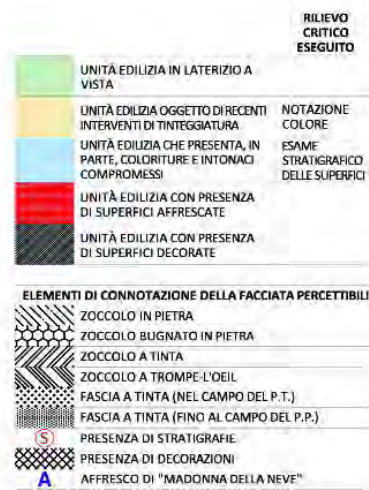 RILIEVO
CRITICO
ESEGUITO
UNITÀ EDILIZIA IN LATERIZIO A
VISTA
UNITÀ EDILIZIA OGGETTO DI RECENTI
INTERVENTI DI TINTEGGIATURA
NOTAZIONE
COLORE
UNITÀ EDILIZIA CHE PRESENTA, IN
PARTE, COLORITURE E INTONACI
COMPROMESSI
ESAME
STRATIGRAFICO
DELLE SUPERFICI
UNITÀ EDILIZIA CON PRESENZA
DI SUPERFICI AFFRESCATE
UNITÀ EDILIZIA CON PRESENZA
DI SUPERFICI DECORATE
ELEMENTI DI CONNOTAZIONE DELLA FACCIATA PERCETTIBILI
ZOCCOLO IN PIETRA
ZOCCOLO BUGNATO IN PIETRA
ZOCCOLO A TINTA
ZOCCOLO A TROMPE-L'OEIL
FASCIA A TINTA (NEL CAMPO DEL P.T.)
FASCIA A TINTA (FINO AL CAMPO DEL P.P.)
S PRESENZA DI STRATIGRAFIE
PRESENZA DI DECORAZIONI
A AFFRESCO DI "MADONNA DELLA NEVE"